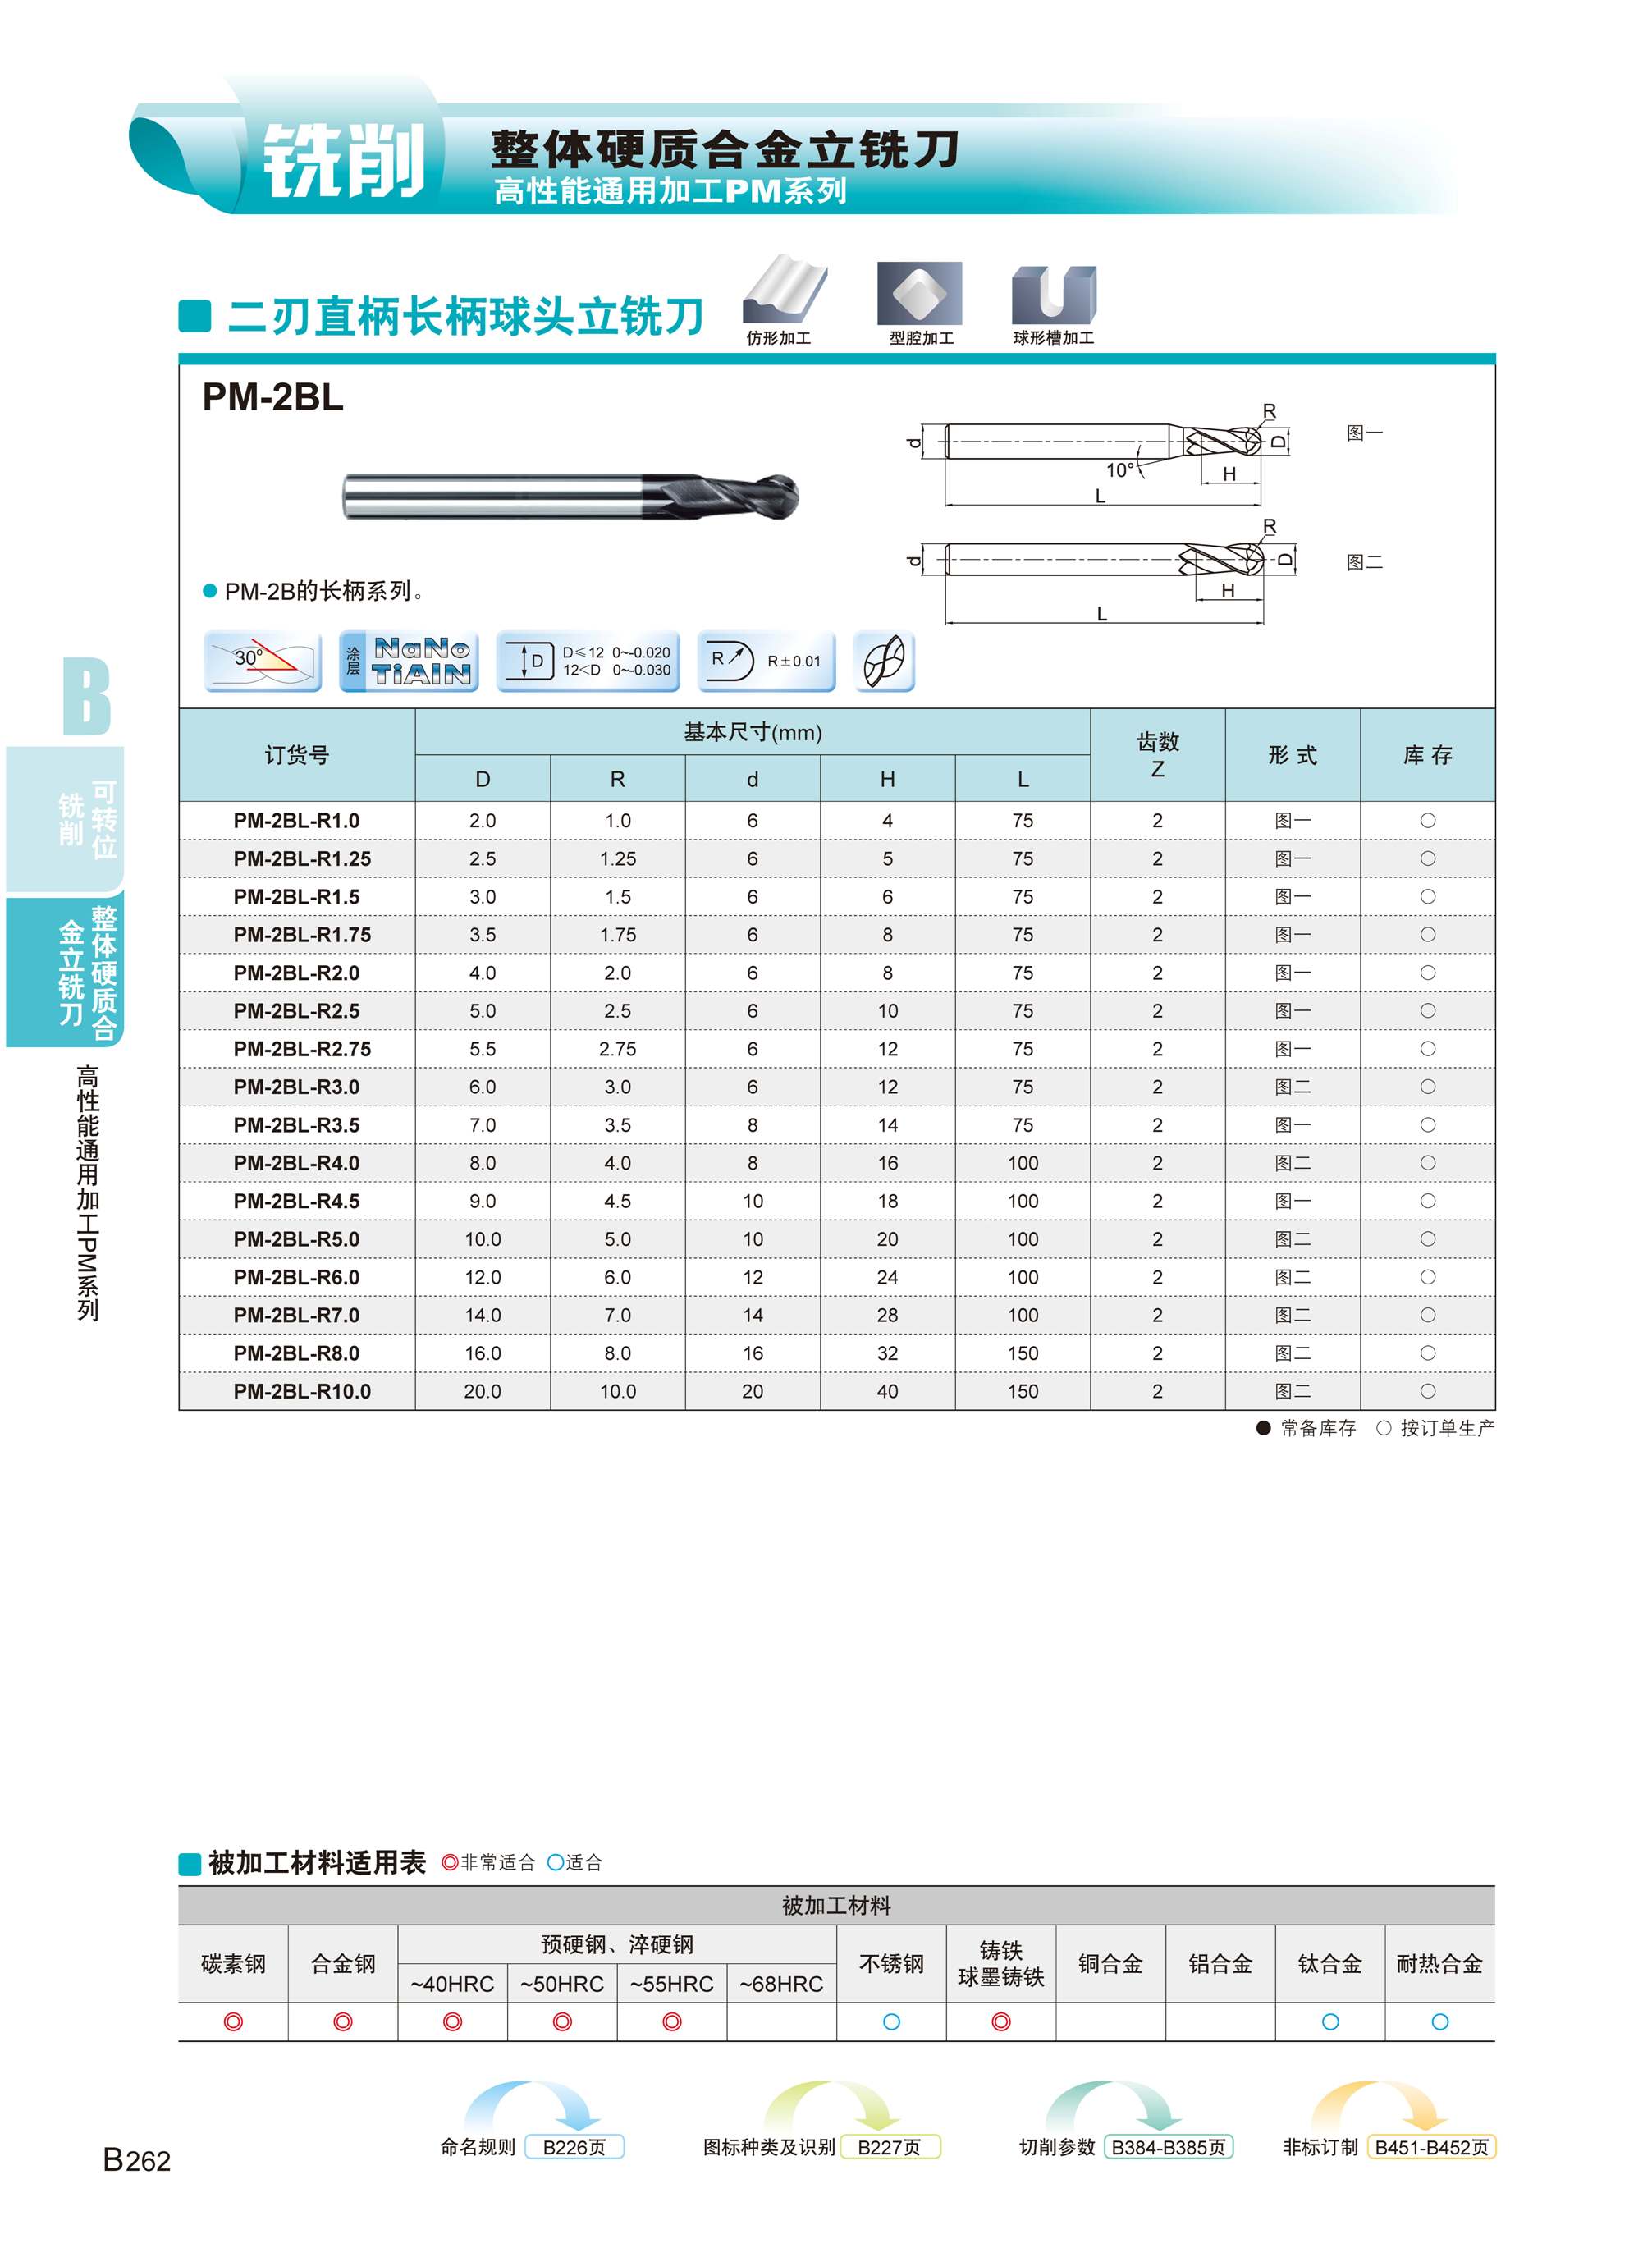 铣削
整体硬质合金立铣刀
高性能通用加工PM系列
二刃直柄长柄球头立铣刀
仿形加工 型腔加工 球形槽加工
PM-2BL
R
d D 图一
10° H
L
R
d D 图二
H
L
PM-2B的长柄系列。
30° 涂层 NaNo TiAlN D D≤12 0~-0.020 R R±0.01
12<D 0~-0.030
订货号 基本尺寸(mm) 齿数 Z 形 式 库 存
D R d H L
PM-2BL-R1.0 2.0 1.0 6 4 75 2 图一 ○
PM-2BL-R1.25 2.5 1.25 6 5 75 2 图一 ○
PM-2BL-R1.5 3.0 1.5 6 6 75 2 图一 ○
PM-2BL-R1.75 3.5 1.75 6 8 75 2 图一 ○
PM-2BL-R2.0 4.0 2.0 6 8 75 2 图一 ○
PM-2BL-R2.5 5.0 2.5 6 10 75 2 图一 ○
PM-2BL-R2.75 5.5 2.75 6 12 75 2 图一 ○
PM-2BL-R3.0 6.0 3.0 6 12 75 2 图二 ○
PM-2BL-R3.5 7.0 3.5 8 14 75 2 图一 ○
PM-2BL-R4.0 8.0 4.0 8 16 100 2 图二 ○
PM-2BL-R4.5 9.0 4.5 10 18 100 2 图一 ○
PM-2BL-R5.0 10.0 5.0 10 20 100 2 图二 ○
PM-2BL-R6.0 12.0 6.0 12 24 100 2 图二 ○
PM-2BL-R7.0 14.0 7.0 14 28 100 2 图二 ○
PM-2BL-R8.0 16.0 8.0 16 32 150 2 图二 ○
PM-2BL-R10.0 20.0 10.0 20 40 150 2 图二 ○
● 常备库存 ○ 按订单生产
B
可转位
铣削
整体硬质合
金立铣刀
高性能通用加工PM系列
被加工材料适用表 ◎非常适合 ○适合
被加工材料
碳素钢 合金钢 预硬钢、淬硬钢 不锈钢 铸铁 球墨铸铁 铜合金 铝合金 钛合金 耐热合金
~40HRC ~50HRC ~55HRC ~68HRC
◎ ◎ ◎ ◎ ◎ ○ ◎ ○ ○
命名规则 B226页 图标种类及识别 B227页 切削参数 B384-B385页 非标订制 B451-B452页
B262